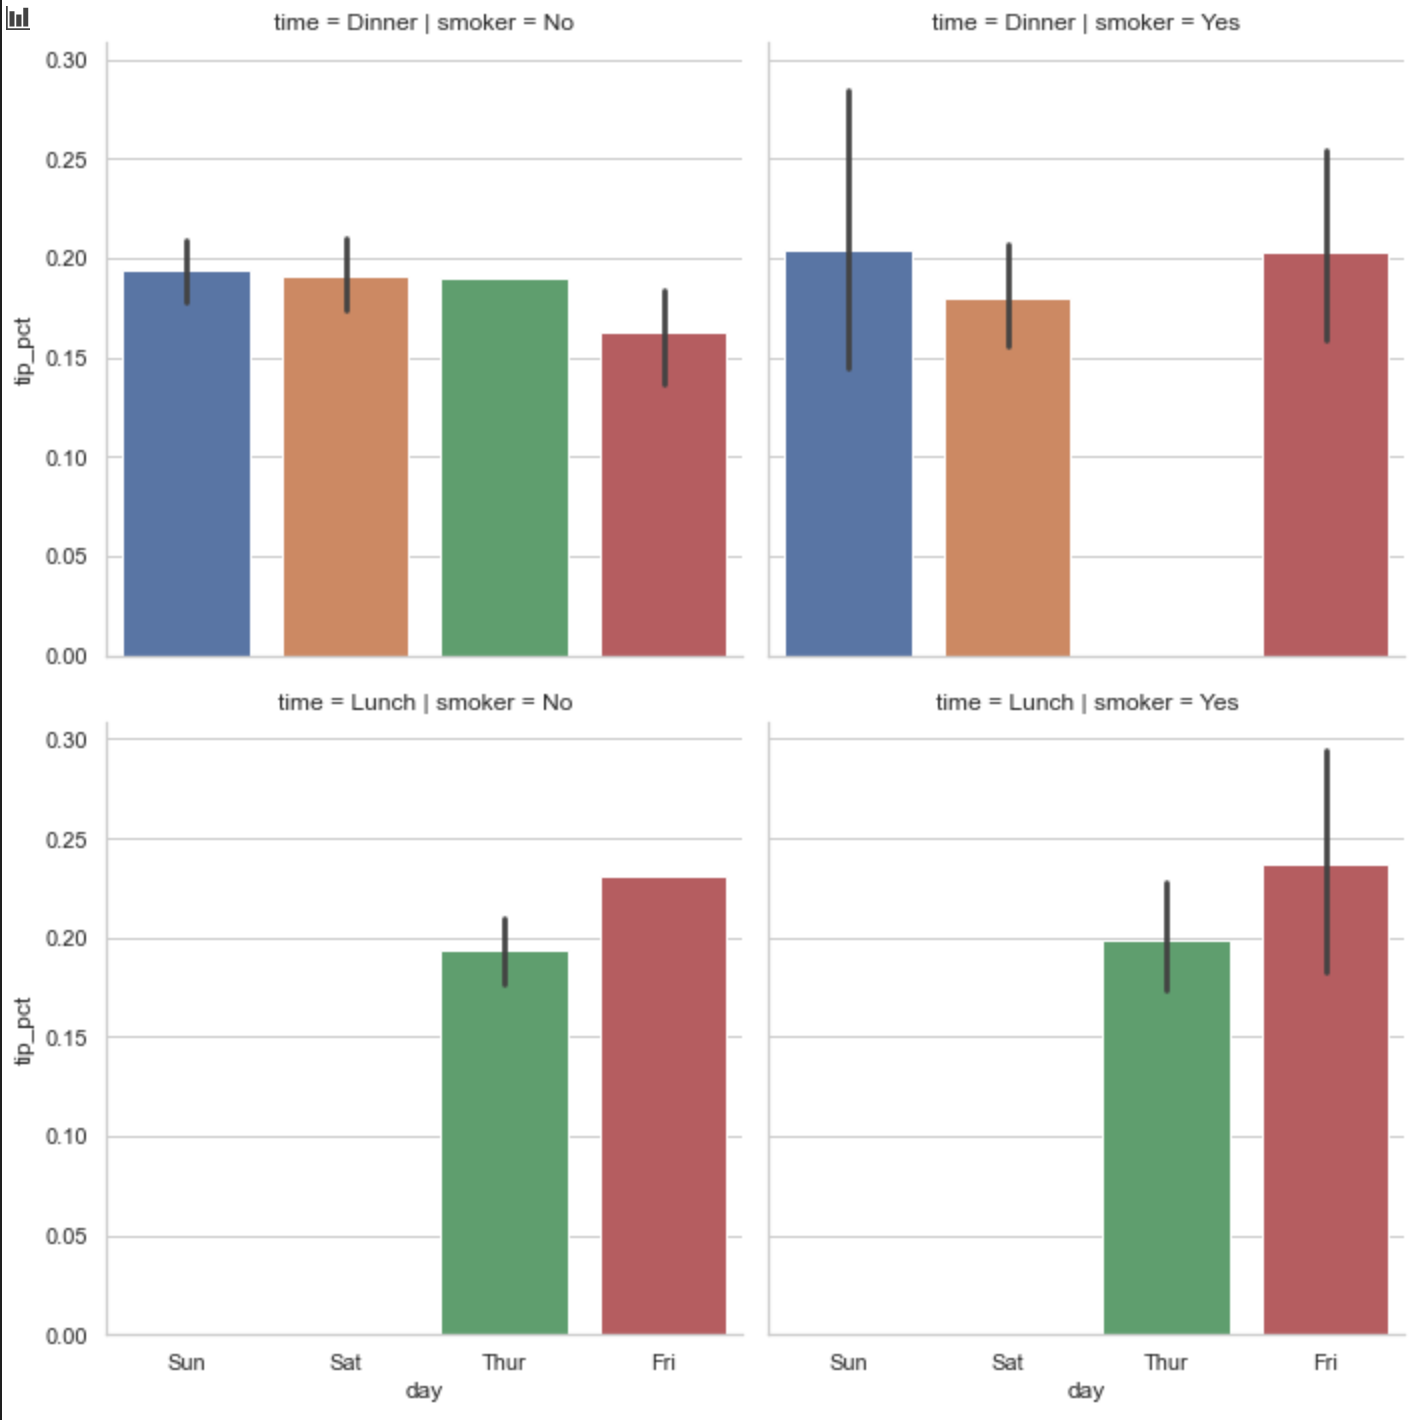 time = Dinner | smoker = No
time = Dinner | smoker = Yes
0.30
0.25
0.20
0.15
0.10
0.05
0.00
tip_pct
time = Lunch | smoker = No
time = Lunch | smoker = Yes
0.30
0.25
0.20
0.15
0.10
0.05
0.00
tip_pct
Sun Sat Thur Fri
day
Sun Sat Thur Fri
day